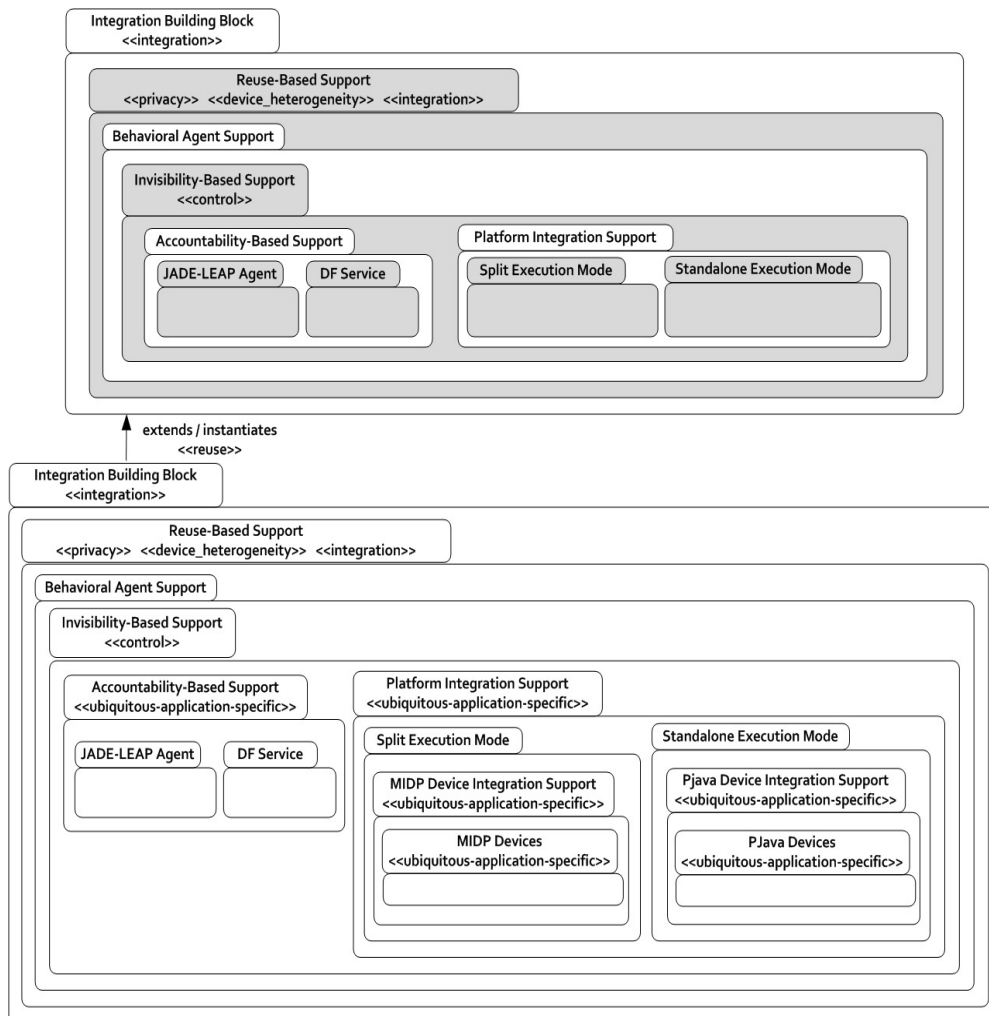 Integration Building Block
<<integration>>
Reuse-Based Support
<<privacy>> <<device_heterogeneity>> <<integration>>
Behavioral Agent Support
Invisibility-Based Support
<<control>>
Accountability-Based Support
Platform Integration Support
JADE-LEAP Agent
DF Service
Split Execution Mode
Standalone Execution Mode
extends / instantiates
<<reuse>>
Integration Building Block
<<integration>>
Reuse-Based Support
<<privacy>> <<device_heterogeneity>> <<integration>>
Behavioral Agent Support
Invisibility-Based Support
<<control>>
Accountability-Based Support
<<ubiquitous-application-specific>>
Platform Integration Support
<<ubiquitous-application-specific>>
JADE-LEAP Agent
DF Service
Split Execution Mode
Standalone Execution Mode
MIDP Device Integration Support
<<ubiquitous-application-specific>>
Pjava Device Integration Support
<<ubiquitous-application-specific>>
MIDP Devices
<<ubiquitous-application-specific>>
PJava Devices
<<ubiquitous-application-specific>>